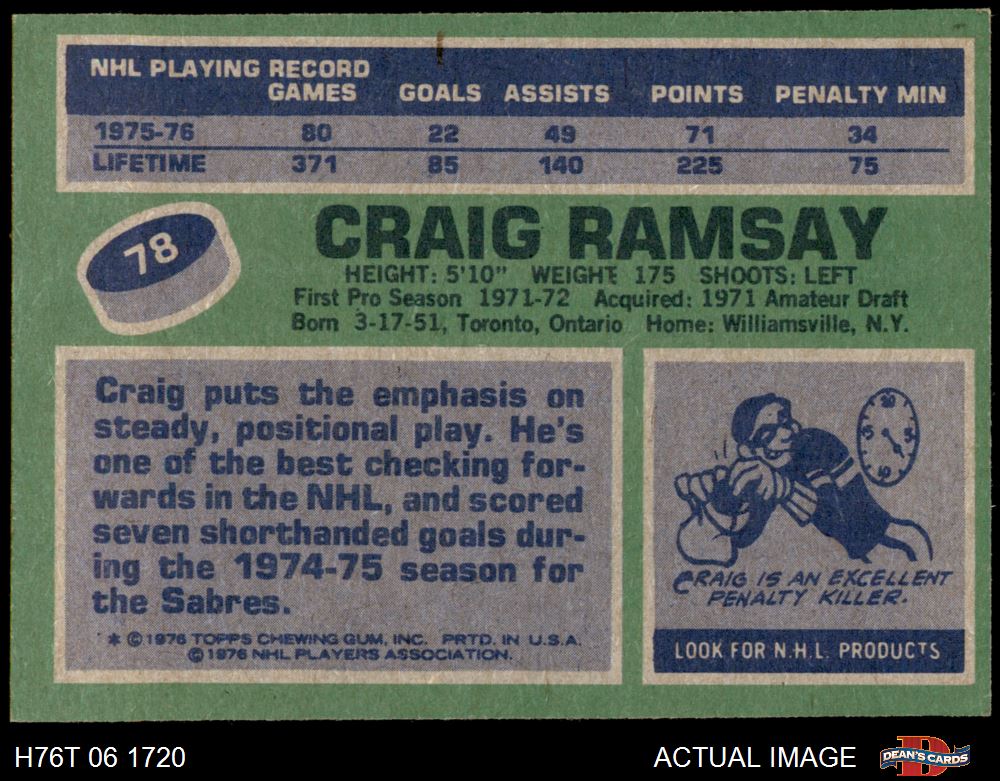 NHL PLAYING RECORD
GAMES GOALS ASSISTS POINTS PENALTY MIN
1975-76 80 22 49 71 34
LIFETIME 371 85 140 225 75
78
CRAIG RAMSAY
HEIGHT: 5'10" WEIGHT 175 SHOOTS: LEFT
First Pro Season 1971-72 Acquired: 1971 Amateur Draft
Born 3-17-51, Toronto, Ontario Home: Williamsville, N.Y.
Craig puts the emphasis on
steady, positional play. He's
one of the best checking for-
wards in the NHL, and scored
seven shorthanded goals dur-
ing the 1974-75 season for
the Sabres.
* © 1976 TOPPS CHEWING GUM, INC. PRTD. IN U.S.A.
© 1976 NHL PLAYERS ASSOCIATION.
CRAIG IS AN EXCELLENT
PENALTY KILLER.
LOOK FOR N.H.L. PRODUCTS
H76T 06 1720 ACTUAL IMAGE DEAN'S CARDS